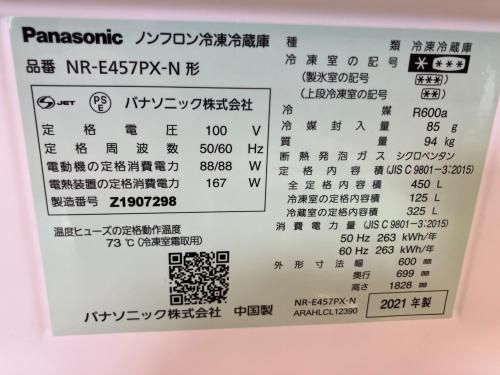 Panasonic ノンフロン冷凍冷蔵庫
品番 NR-E457PX-N 形
S JET PS E パナソニック株式会社
定格電圧 100 V
定格周波数 50/60 Hz
電動機の定格消費電力 88/88 W
電熱装置の定格消費電力 167 W
製造番号 Z1907298
温度ヒューズの定格動作温度
73 ℃ (冷凍室霜取用)
パナソニック株式会社 中国製
種類 冷凍冷蔵庫
冷凍室の記号 ＊***
(製氷室の記号 ***)
(上段冷凍室の記号 **)
冷媒 R600a
冷媒封入量 85 g
質量 94 kg
断熱発泡ガス シクロペンタン
定格内容積 (JIS C 9801-3:2015)
全定格内容積 450 L
冷凍室の定格内容積 125 L
冷蔵室の定格内容積 325 L
消費電力量 (JIS C 9801-3:2015)
50 Hz 263 kWh/年
60 Hz 263 kWh/年
外形寸法 幅 600 mm
奥行 699 mm
高さ 1828 mm
NR-E457PX-N
ARAHLCL12390
2021 年製